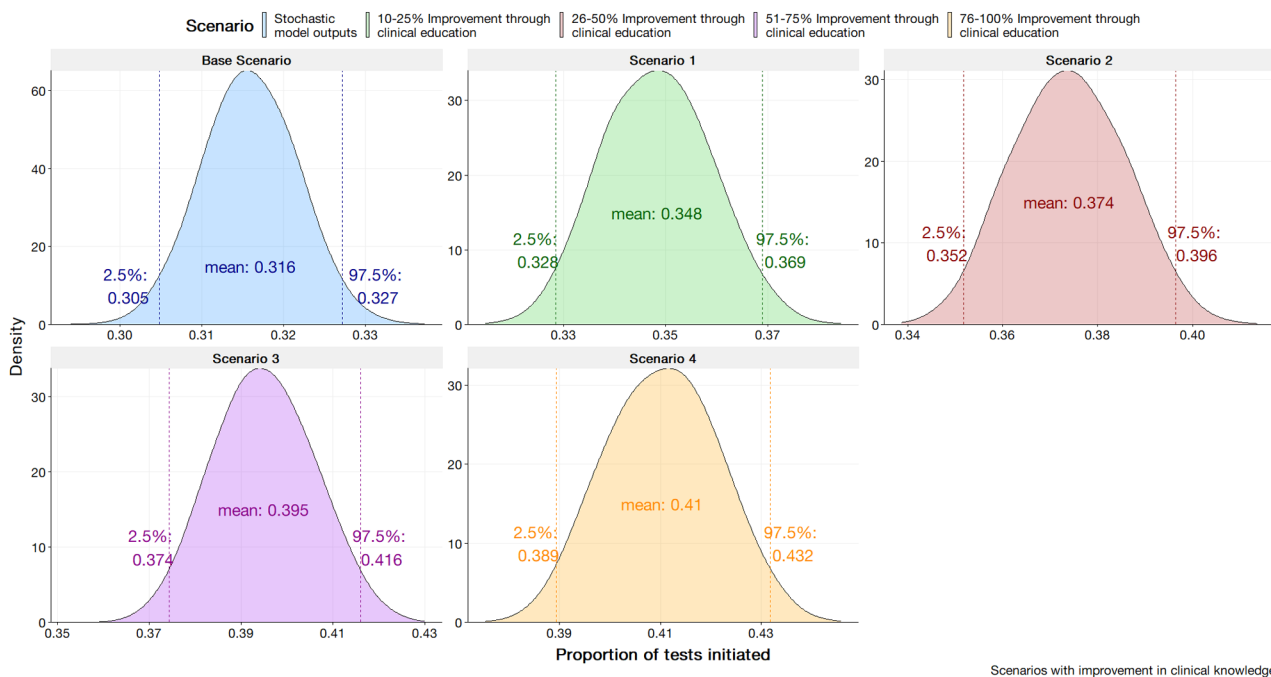 Scenario
Stochastic
model outputs
10-25% Improvement through
clinical education
26-50% Improvement through
clinical education
51-75% Improvement through
clinical education
76-100% Improvement through
clinical education
Base Scenario
60
40
20
0
2.5%:
0.305
mean: 0.316
97.5%:
0.327
0.30
0.31
0.32
0.33
Scenario 1
30
20
10
0
2.5%:
0.328
mean: 0.348
97.5%:
0.369
0.33
0.35
0.37
Scenario 2
30
20
10
0
2.5%:
0.352
mean: 0.374
97.5%:
0.396
0.34
0.36
0.38
0.40
Density
Scenario 3
30
20
10
0
2.5%:
0.374
mean: 0.395
97.5%:
0.416
0.35
0.37
0.39
0.41
0.43
Scenario 4
30
20
10
0
2.5%:
0.389
mean: 0.41
97.5%:
0.432
0.39
0.41
0.43
Proportion of tests initiated
Scenarios with improvement in clinical knowledge